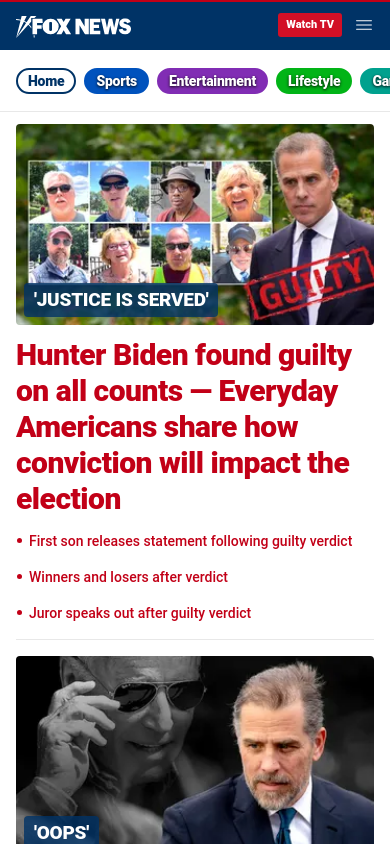 FOX NEWS
Watch TV
Home
Sports
Entertainment
Lifestyle
Ga
GUILTY
'JUSTICE IS SERVED'
Hunter Biden found guilty
on all counts — Everyday
Americans share how
conviction will impact the
election
• First son releases statement following guilty verdict
• Winners and losers after verdict
• Juror speaks out after guilty verdict
'OOPS'